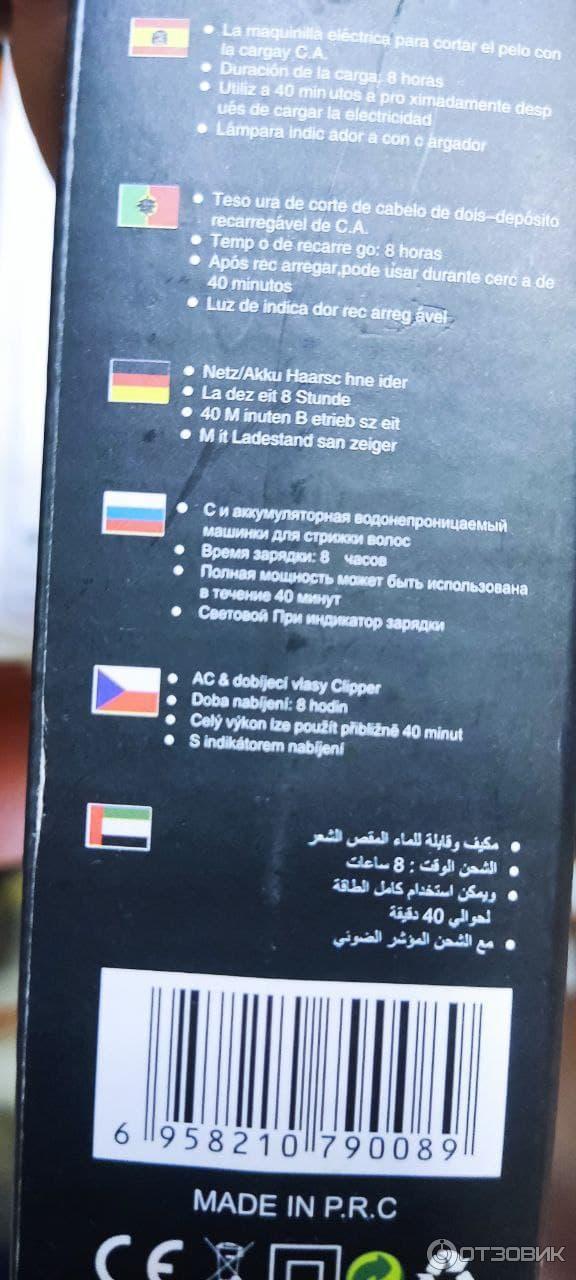 ● La maquinilla eléctrica para cortar el pelo con
la cargay C.A.
● Duración de la carga: 8 horas
● Utiliz a 40 min utos a pro ximadamente desp
ués de cargar la electricidad
● Lámpara indic ador a con c argador
● Teso ura de corte de cabelo de dois–depósito
recarregável de C.A.
● Temp o de recarre go: 8 horas
● Após rec arregar,pode usar durante cerc a de
40 minutos
● Luz de indica dor rec arreg ável
● Netz/Akku Haarsc hne ider
● La dez eit 8 Stunde
● 40 M inuten B etrieb sz eit
● M it Ladestand san zeiger
● С и аккумуляторная водонепроницаемый
машинки для стрижки волос
● Время зарядки: 8 часов
● Полная мощность может быть использована
в течение 40 минут
● Световой При индикатор зарядки
● AC & dobíjecí vlasy Clipper
● Doba nabíjení: 8 hodin
● Celý výkon lze použít přibližně 40 minut
● S indikátorem nabíjení
● مكيف وقابلة للماء المقص الشعر
● الشحن الوقت : 8 ساعات
● ويمكن استخدام كامل الطاقة
لحوالي 40 دقيقة
● مع الشحن المؤشر الضوئي
6 958210 790089
MADE IN P.R.C
CE
ОТЗОВИК